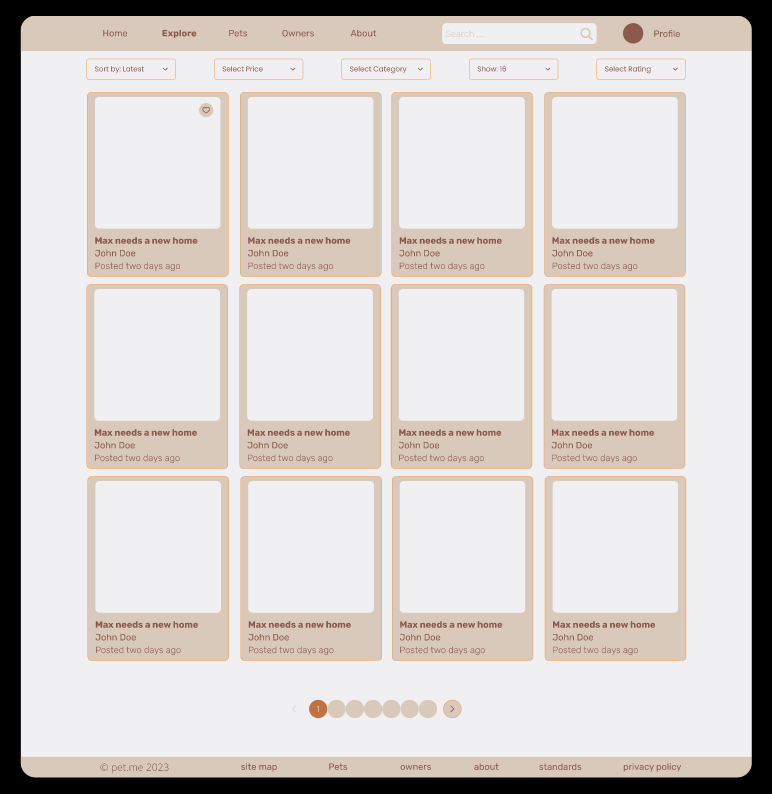 Home Explore Pets Owners About Search ... Profile
Sort by: Latest Select Price Select Category Show: 16 Select Rating
Max needs a new home Max needs a new home Max needs a new home Max needs a new home
John Doe John Doe John Doe John Doe
Posted two days ago Posted two days ago Posted two days ago Posted two days ago
Max needs a new home Max needs a new home Max needs a new home Max needs a new home
John Doe John Doe John Doe John Doe
Posted two days ago Posted two days ago Posted two days ago Posted two days ago
Max needs a new home Max needs a new home Max needs a new home Max needs a new home
John Doe John Doe John Doe John Doe
Posted two days ago Posted two days ago Posted two days ago Posted two days ago
1
© pet.me 2023 site map Pets owners about standards privacy policy